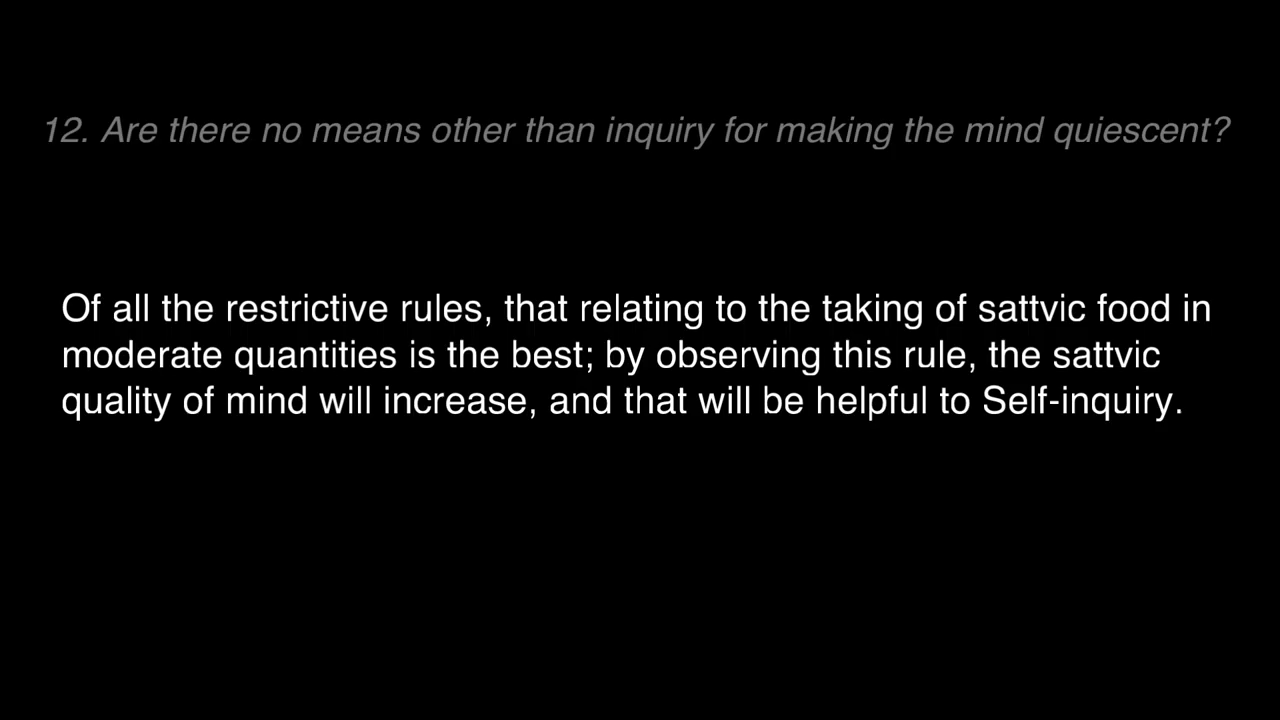 12. Are there no means other than inquiry for making the mind quiescent?
Of all the restrictive rules, that relating to the taking of sattvic food in
moderate quantities is the best; by observing this rule, the sattvic
quality of mind will increase, and that will be helpful to Self-inquiry.